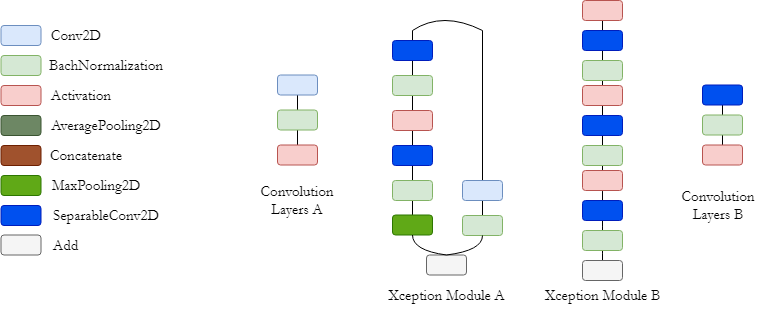 Conv2D
BachNormalization
Activation
AveragePooling2D
Concatenate
MaxPooling2D
SeparableConv2D
Add
Convolution
Layers A
Xception Module A
Xception Module B
Convolution
Layers B